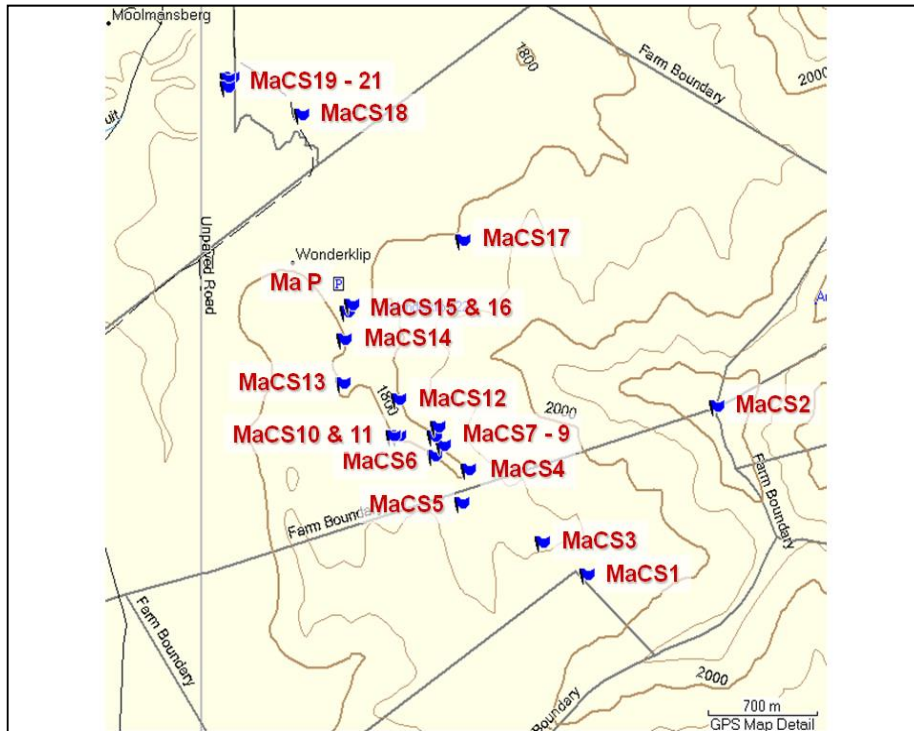 Moolmansberg
1800
2000
Farm Boundary
MaCS19 - 21
MaCS18
uit
Unpaved Road
MaCS17
Wonderklip
Ma P
P
MaCS15 & 16
MaCS14
MaCS13
1800
MaCS12
2000
MaCS2
MaCS10 & 11
MaCS7 - 9
MaCS6
MaCS4
MaCS5
Farm Boundary
Farm Boundary
MaCS3
MaCS1
Farm Boundary
2000
Boundary
700 m
GPS Map Detail